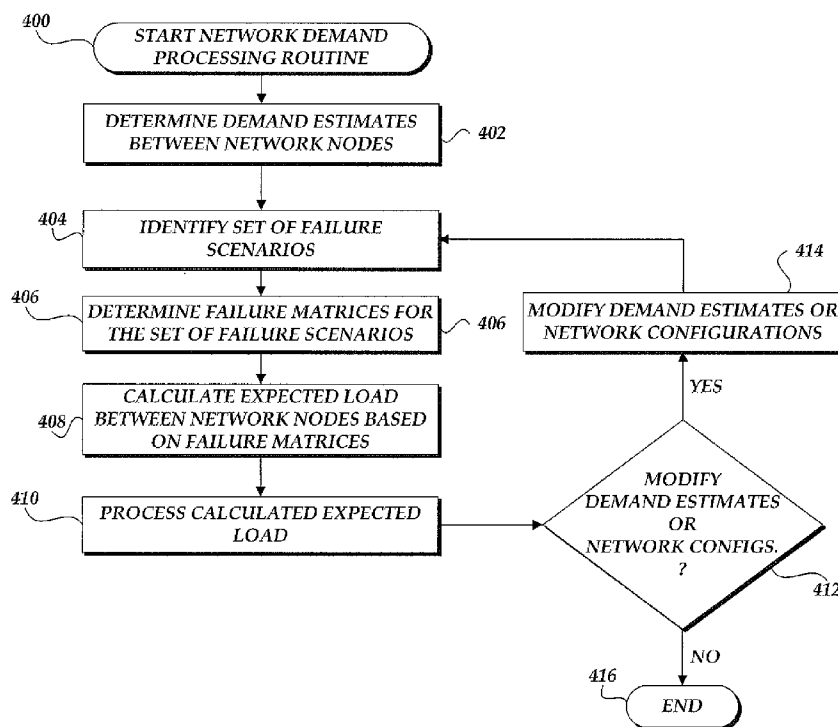 400
START NETWORK DEMAND
PROCESSING ROUTINE
DETERMINE DEMAND ESTIMATES
BETWEEN NETWORK NODES
402
404
IDENTIFY SET OF FAILURE
SCENARIOS
406
DETERMINE FAILURE MATRICES FOR
THE SET OF FAILURE SCENARIOS
406
408
CALCULATE EXPECTED LOAD
BETWEEN NETWORK NODES BASED
ON FAILURE MATRICES
410
PROCESS CALCULATED EXPECTED
LOAD
414
MODIFY DEMAND ESTIMATES OR
NETWORK CONFIGURATIONS
YES
MODIFY
DEMAND ESTIMATES
OR
NETWORK CONFIGS.
?
412
NO
416
END